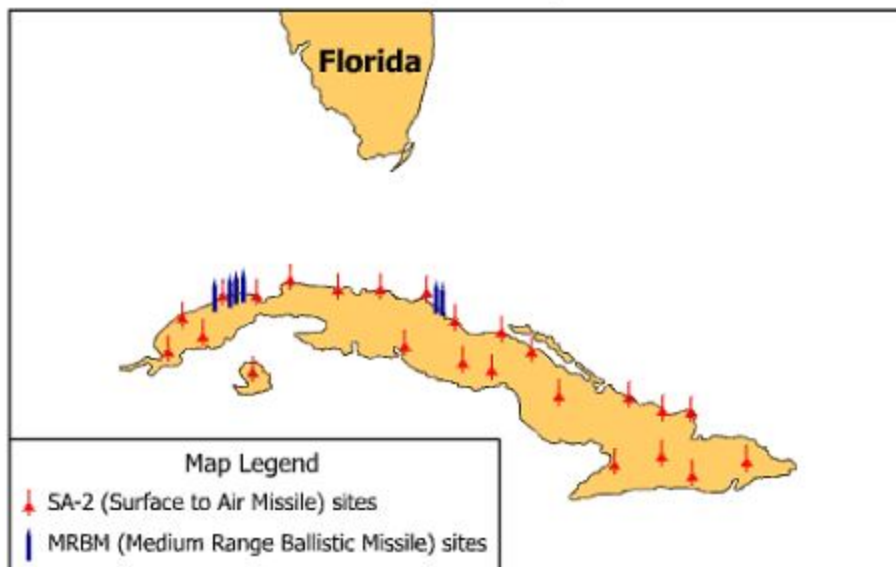 Florida
Map Legend
SA-2 (Surface to Air Missile) sites
MRBM (Medium Range Ballistic Missile) sites